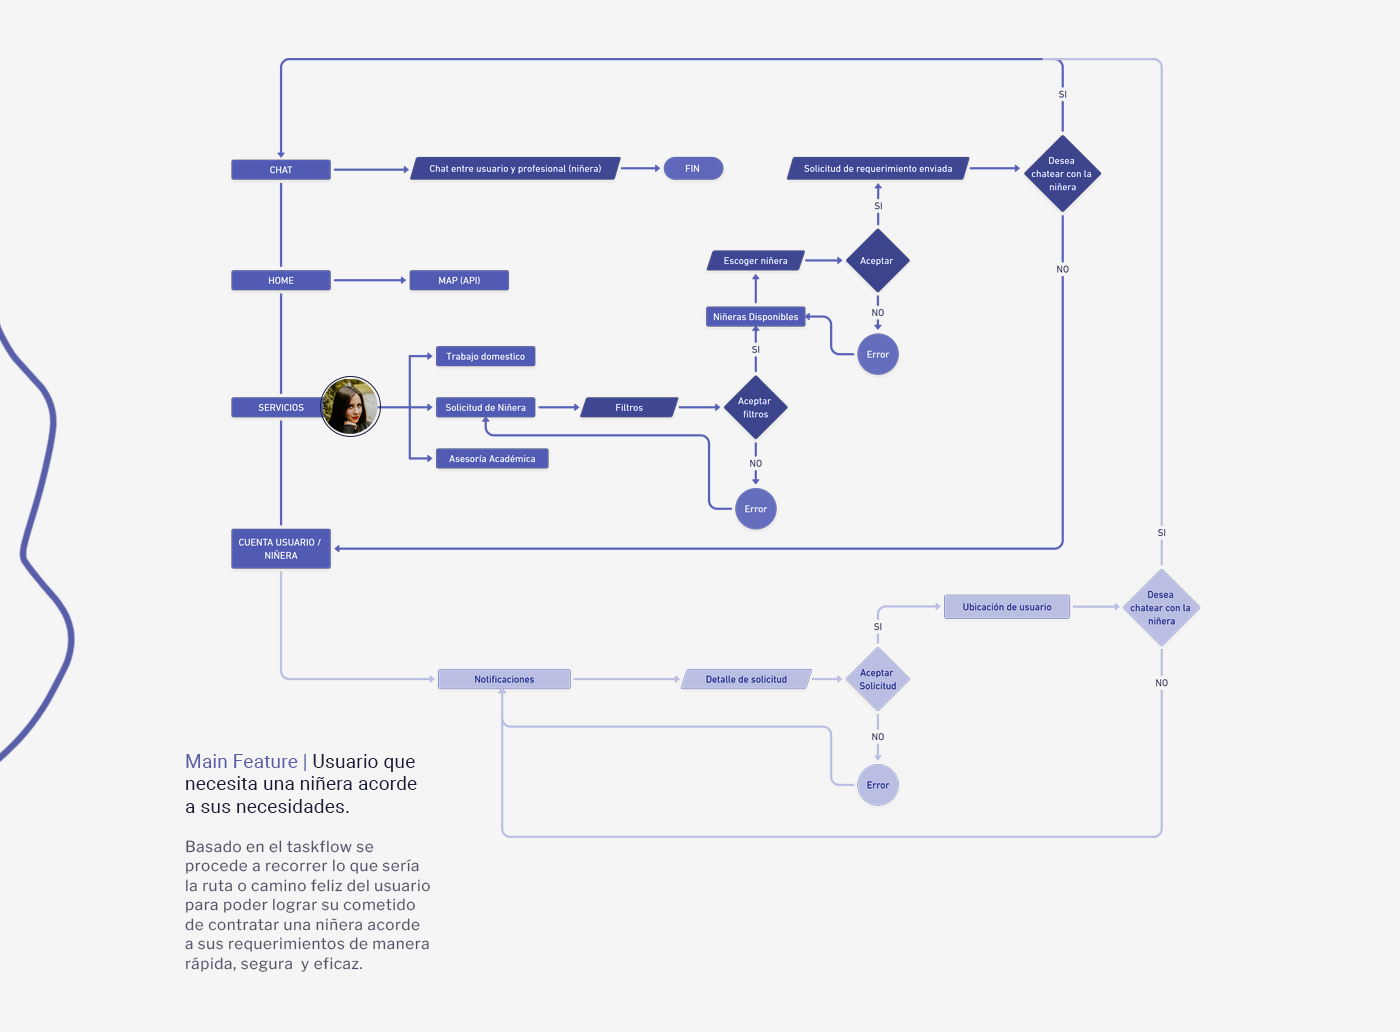 SI
CHAT
Chat entre usuario y profesional (niñera)
FIN
Solicitud de requerimiento enviada
Desea
chatear con la
niñera
SI
Escoger niñera
Aceptar
NO
HOME
MAP (API)
Niñeras Disponibles
NO
SI
Error
Trabajo domestico
SERVICIOS
Solicitud de Niñera
Filtros
Aceptar
filtros
Asesoría Académica
NO
Error
CUENTA USUARIO /
NIÑERA
SI
Desea
chatear con la
niñera
Ubicación de usuario
SI
Notificaciones
Detalle de solicitud
Aceptar
Solicitud
NO
NO
Error
Main Feature | Usuario que
necesita una niñera acorde
a sus necesidades.
Basado en el taskflow se
procede a recorrer lo que sería
la ruta o camino feliz del usuario
para poder lograr su cometido
de contratar una niñera acorde
a sus requerimientos de manera
rápida, segura  y eficaz.